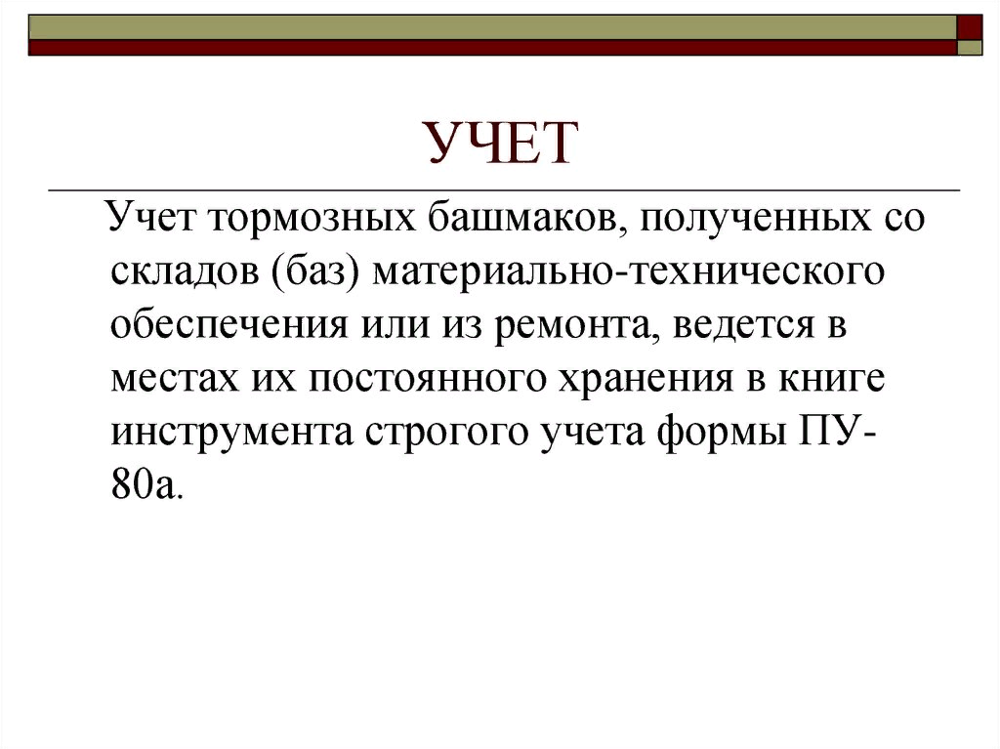 УЧЕТ
Учет тормозных башмаков, полученных со
складов (баз) материально-технического
обеспечения или из ремонта, ведется в
местах их постоянного хранения в книге
инструмента строгого учета формы ПУ-
80а.